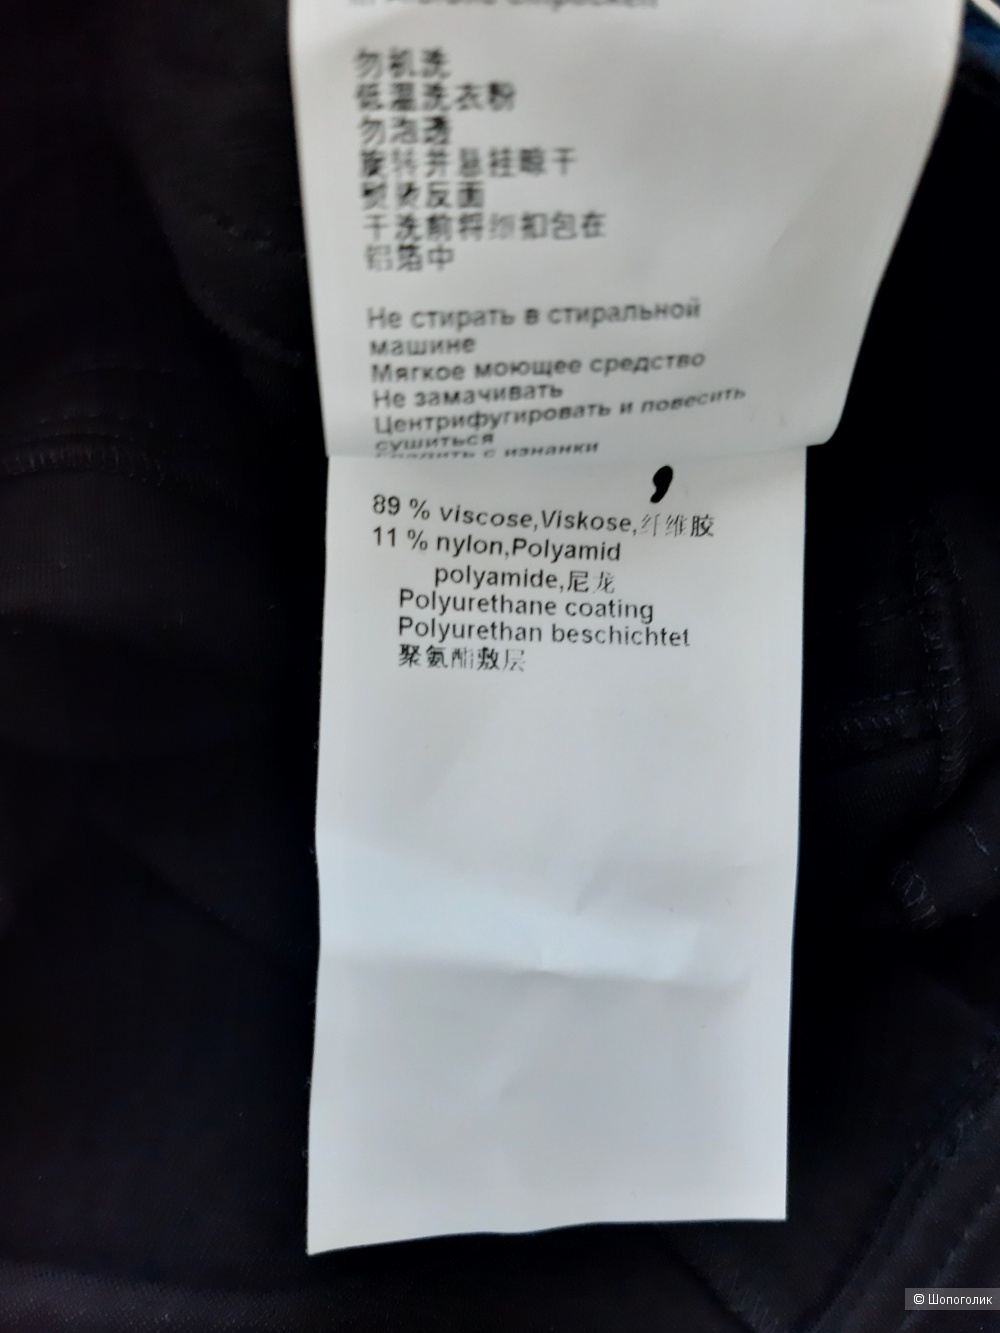 勿机洗
低温洗衣粉
勿泡透
旋转并悬挂晾干
熨烫反面
干洗前将纽扣包在
铝箔中
Не стирать в стиральной
машине
Мягкое моющее средство
Не замачивать
Центрифугировать и повесить
сушиться
с изнанки
89 % viscose,Viskose,纤维胶
11 % nylon,Polyamid
polyamide,尼龙
Polyurethane coating
Polyurethan beschichtet
聚氨酯敷层
© Шопоголик